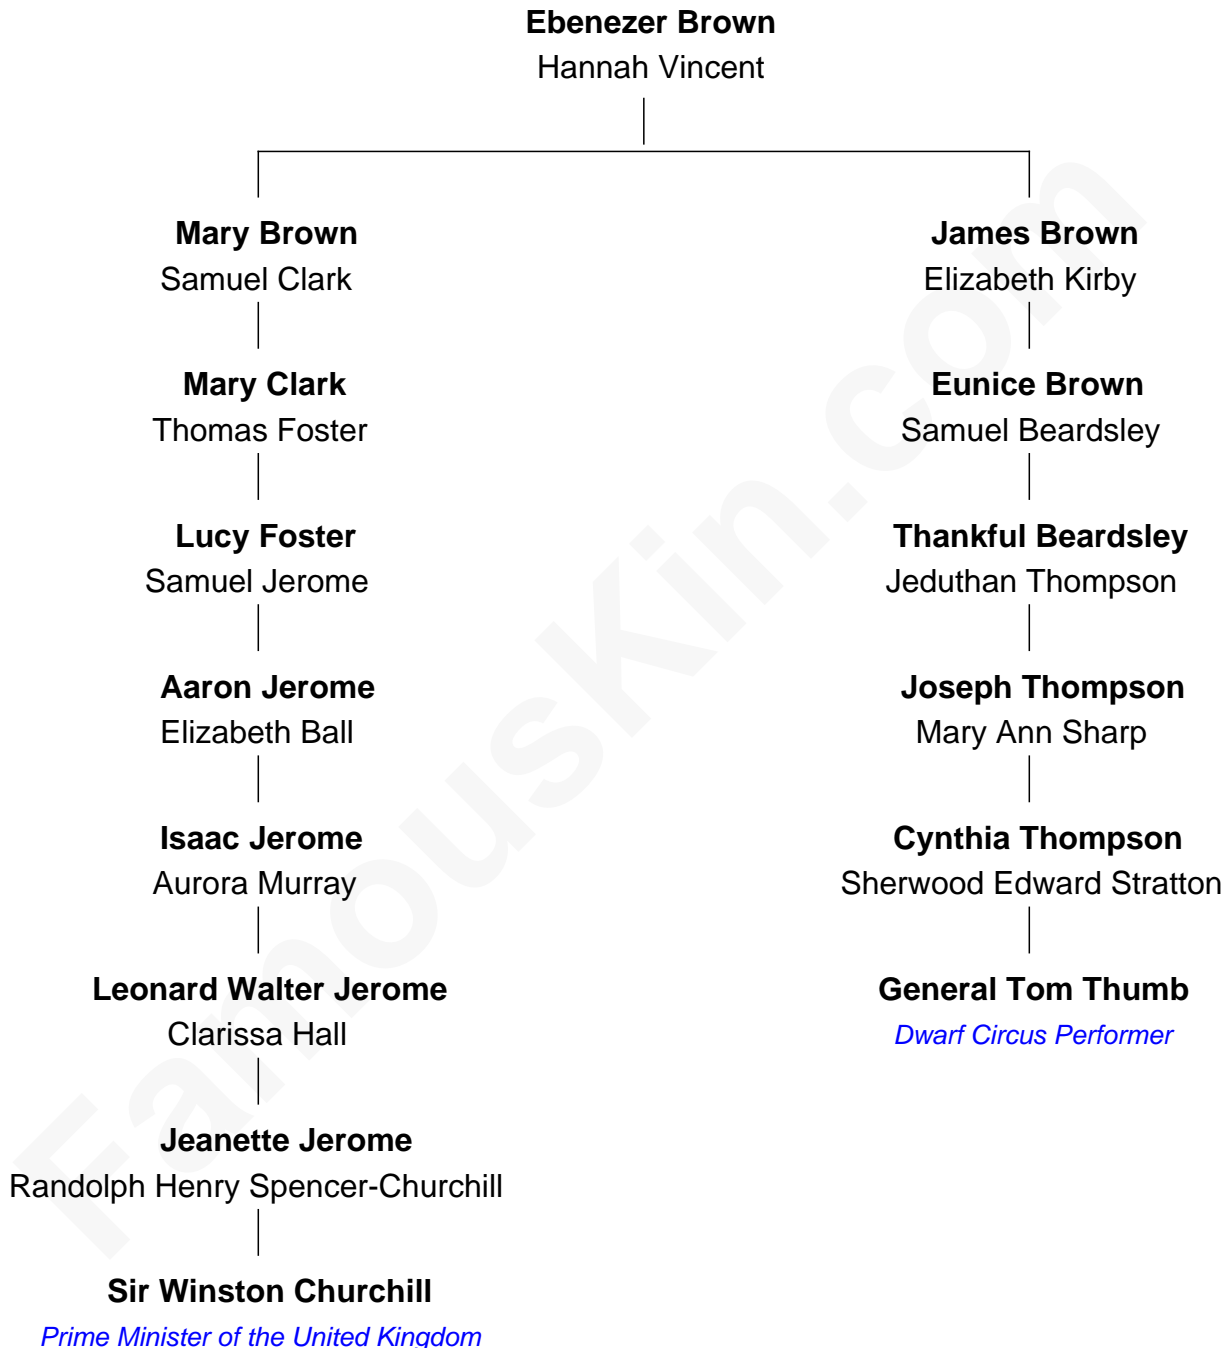 Ebenezer Brown
Hannah Vincent
Mary Brown
Samuel Clark
James Brown
Elizabeth Kirby
Mary Clark
Thomas Foster
Eunice Brown
Samuel Beardsley
Lucy Foster
Samuel Jerome
Thankful Beardsley
Jeduthan Thompson
Aaron Jerome
Elizabeth Ball
Joseph Thompson
Mary Ann Sharp
Isaac Jerome
Aurora Murray
Cynthia Thompson
Sherwood Edward Stratton
Leonard Walter Jerome
Clarissa Hall
General Tom Thumb
Dwarf Circus Performer
Jeanette Jerome
Randolph Henry Spencer-Churchill
Sir Winston Churchill
Prime Minister of the United Kingdom
FamousKin.com